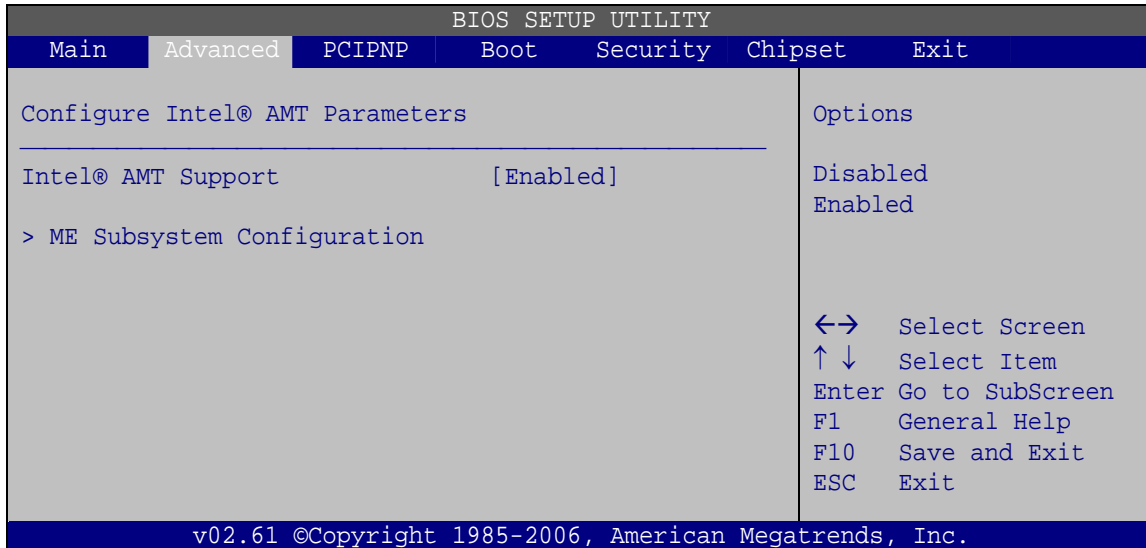 BIOS SETUP UTILITY
Main Advanced PCIPNP Boot Security Chipset Exit
Configure Intel® AMT Parameters
Intel® AMT Support [Enabled]
> ME Subsystem Configuration
Options
Disabled
Enabled
←→ Select Screen
↑ ↓ Select Item
Enter Go to SubScreen
F1 General Help
F10 Save and Exit
ESC Exit
v02.61 ©Copyright 1985-2006, American Megatrends, Inc.